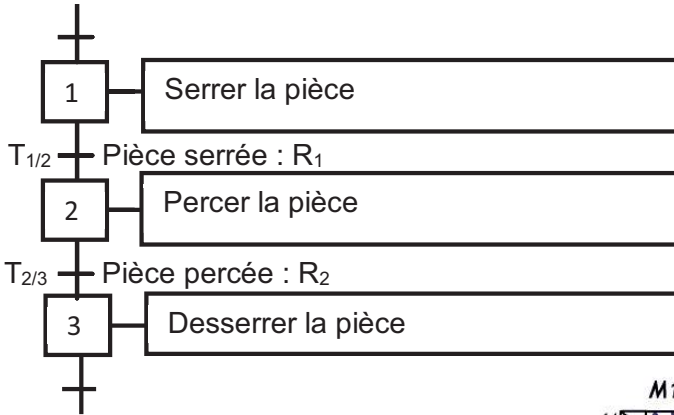 1 Serrer la pièce
T1/2 Pièce serrée : R1
2 Percer la pièce
T2/3 Pièce percée : R2
3 Desserrer la pièce
M1